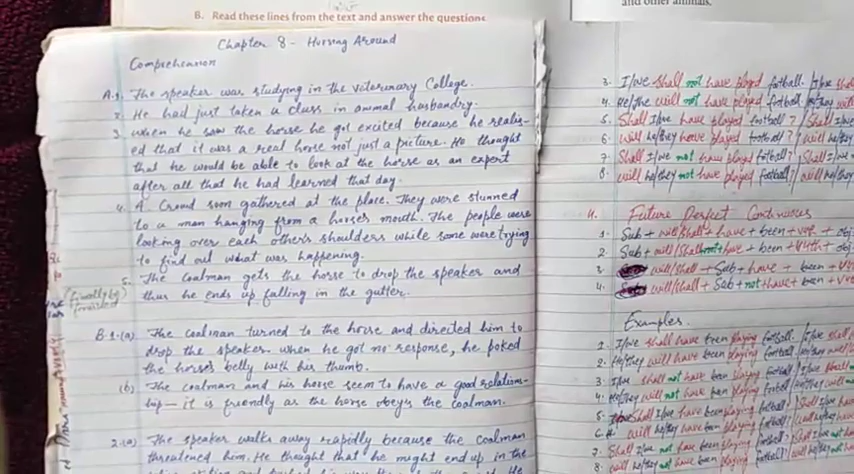 B. Read these lines from the text and answer the questions
and other animals.
Chapter 8 - Horsing Around
Comprehension
A.1. The speaker was studying in the veterinary College.
2. He had just taken a class in animal husbandry.
3. When he saw the horse he got excited because he realis-
ed that it was a real horse not just a picture. He thought
that he would be able to look at the horse as an expert
after all that he had learned that day.
4. A Crowd soon gathered at the place. They were stunned
to a man hanging from a horse's mouth. The people were
looking over each other's shoulders while some were trying
to find out what was happening.
5. The Coalman gets the horse to drop the speaker and
thus he ends up falling in the gutter.
B-1-(a) The coalman turned to the horse and directed him to
drop the speaker. When he got no response, he poked
the horse's belly with his thumb.
(b) The coalman and his horse seem to have a good relation-
ship - it is friendly as the horse obeys the coalman.
2.(a) The speaker walks away rapidly because the coalman
threatened him. He thought that he might end up in the
3. I/we shall not have played football.
4. He/the will not have played football
5. Shall I/we have played football?
6. will he/they have played football?
7. Shall I/we not have played football?
8. will he/they not have played football?
4. Future Perfect Continuous
1. Sub + will/shall + have + been + + obj
2. Sub + will/shall + not + have + been + V4th + ob
3. will/shall + Sub + have + been +
4. will/shall + Sub + not + have + been +
Examples.
1. I/we shall have been playing football.
2. He/they will have been playing football.
3. I/we shall not have been playing football
4. He/they will not have been playing football
5. Shall I/we have been playing football
6. will he/they have been playing football
7. Shall I/we not have been playing football
8. will he/they not have been playing football